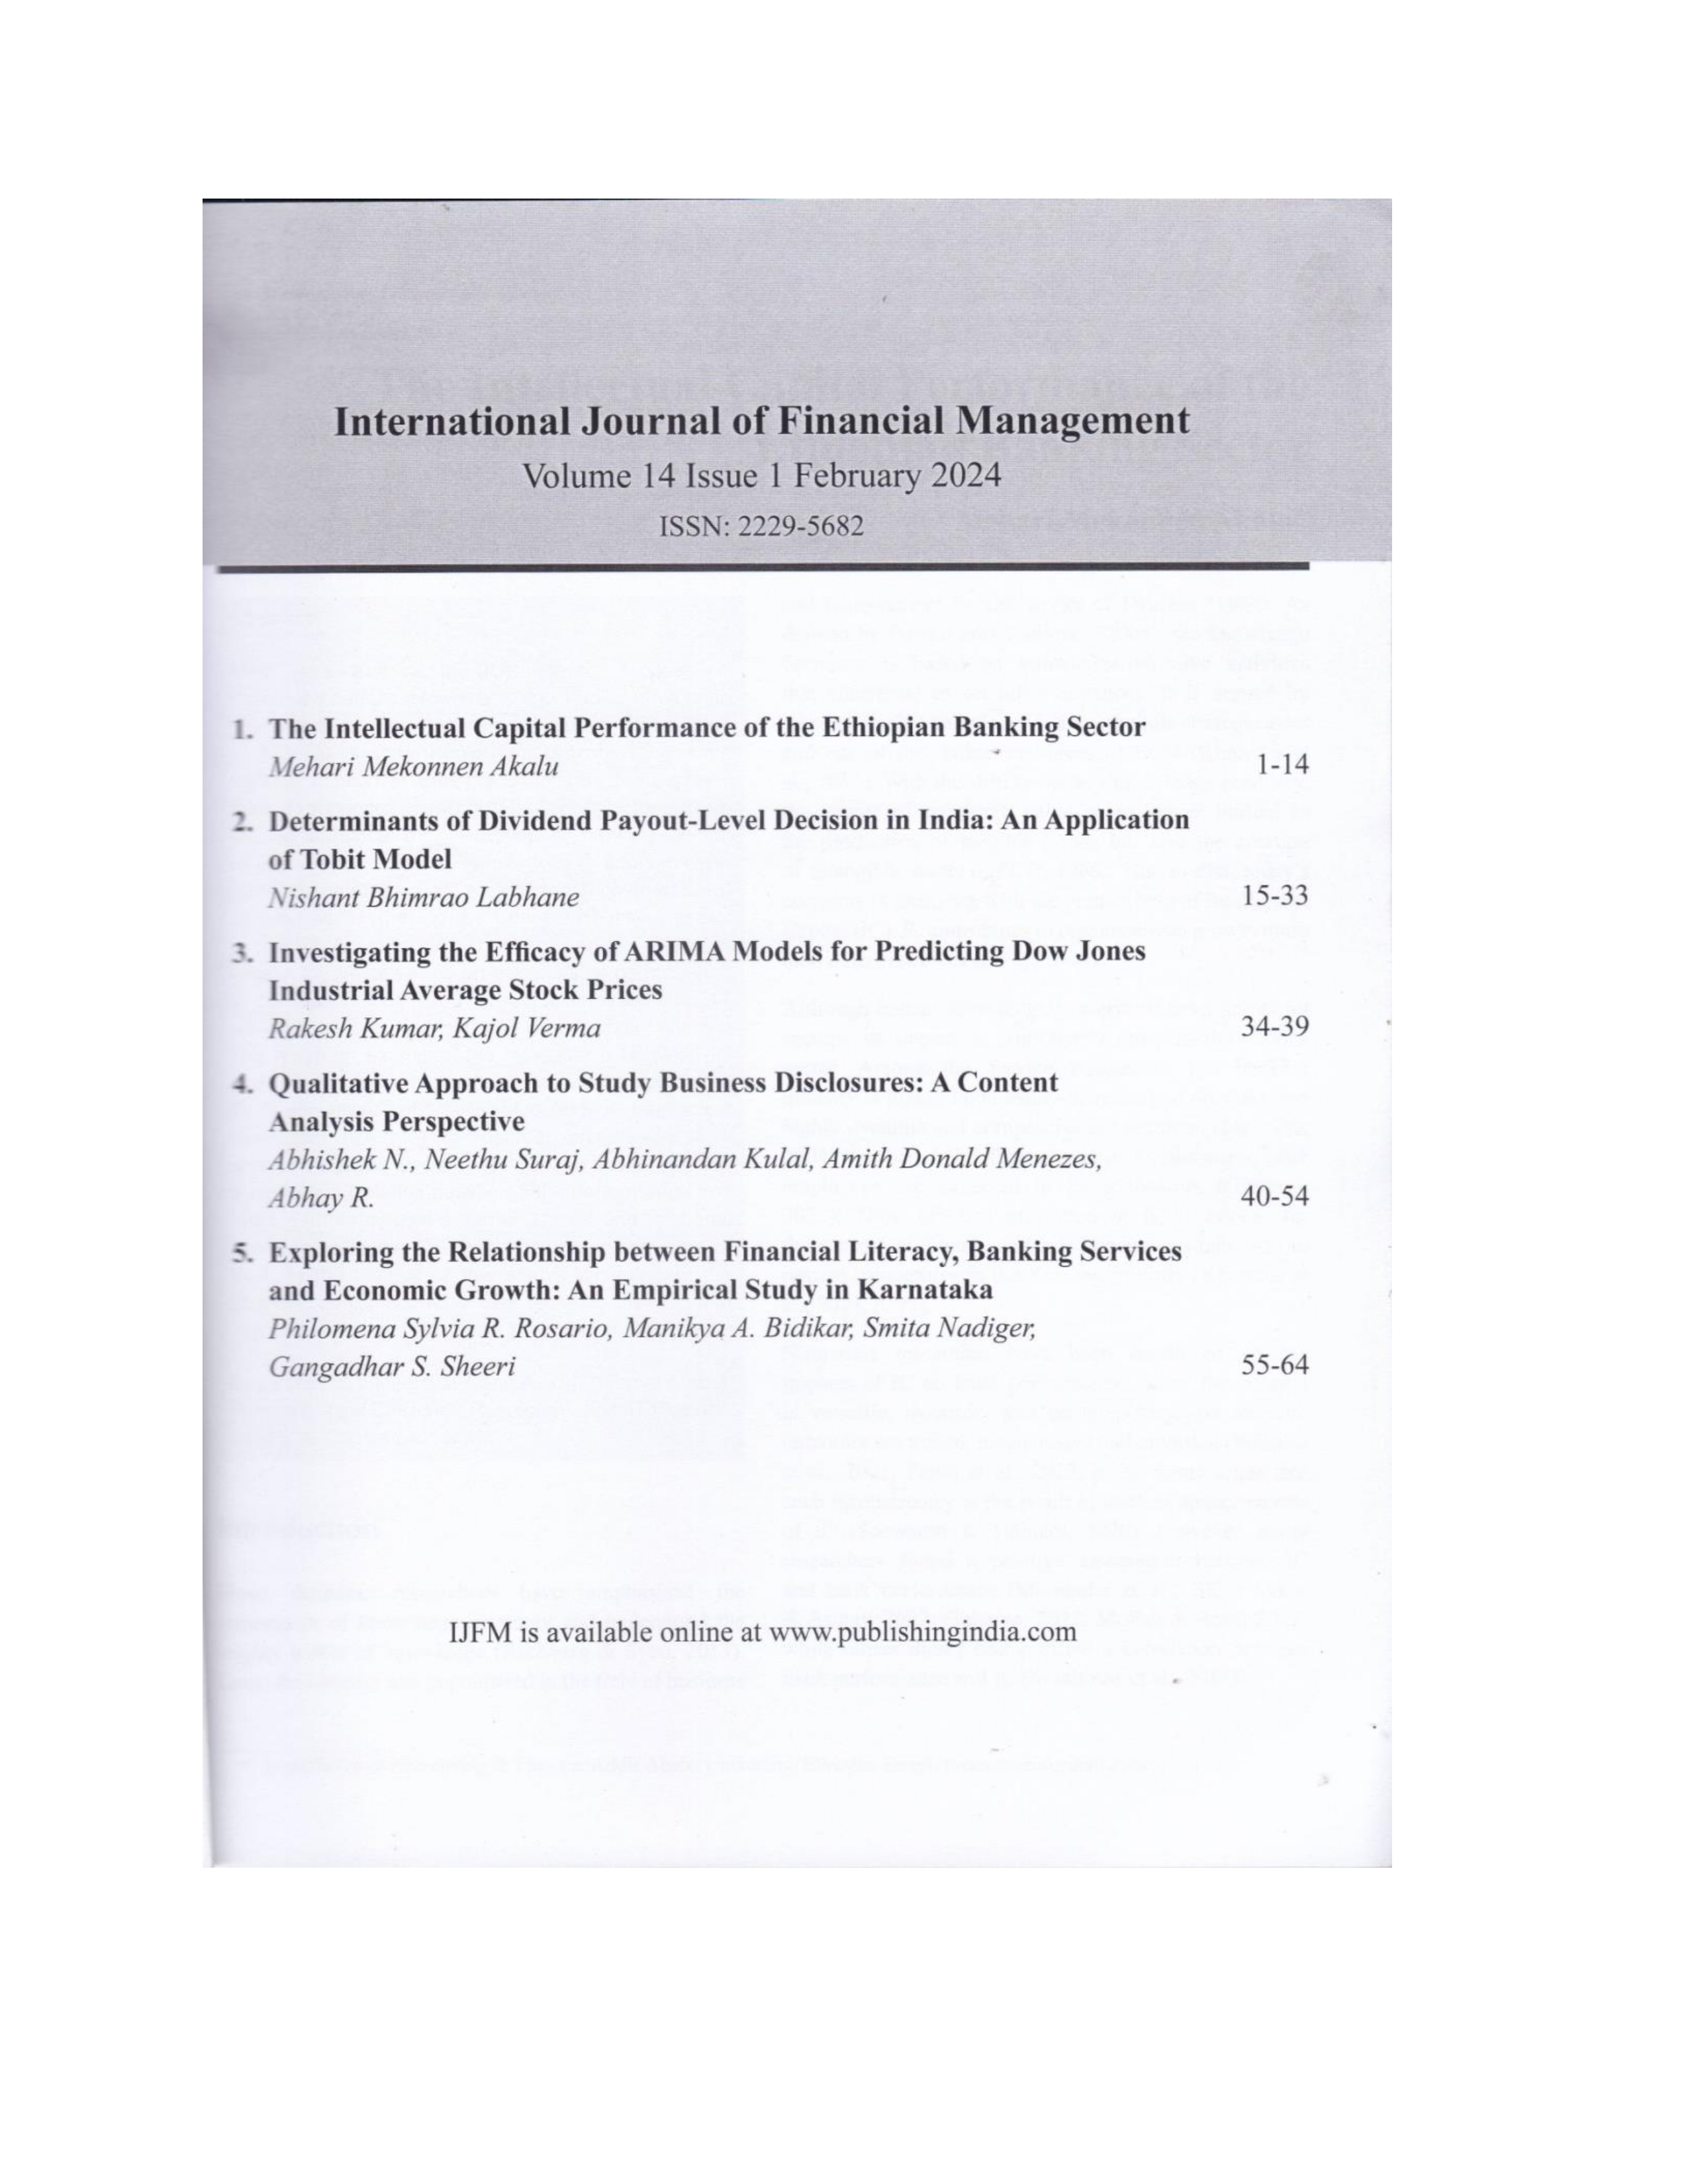 International Journal of Financial Management
Volume 14 Issue 1 February 2024
ISSN: 2229-5682
1. The Intellectual Capital Performance of the Ethiopian Banking Sector
Mehari Mekonnen Akalu 1-14
2. Determinants of Dividend Payout-Level Decision in India: An Application
of Tobit Model
Nishant Bhimrao Labhane 15-33
3. Investigating the Efficacy of ARIMA Models for Predicting Dow Jones
Industrial Average Stock Prices
Rakesh Kumar, Kajol Verma 34-39
4. Qualitative Approach to Study Business Disclosures: A Content
Analysis Perspective
Abhishek N., Neethu Suraj, Abhinandan Kulal, Amith Donald Menezes,
Abhay R. 40-54
5. Exploring the Relationship between Financial Literacy, Banking Services
and Economic Growth: An Empirical Study in Karnataka
Philomena Sylvia R. Rosario, Manikya A. Bidikar, Smita Nadiger,
Gangadhar S. Sheeri 55-64
IJFM is available online at www.publishingindia.com